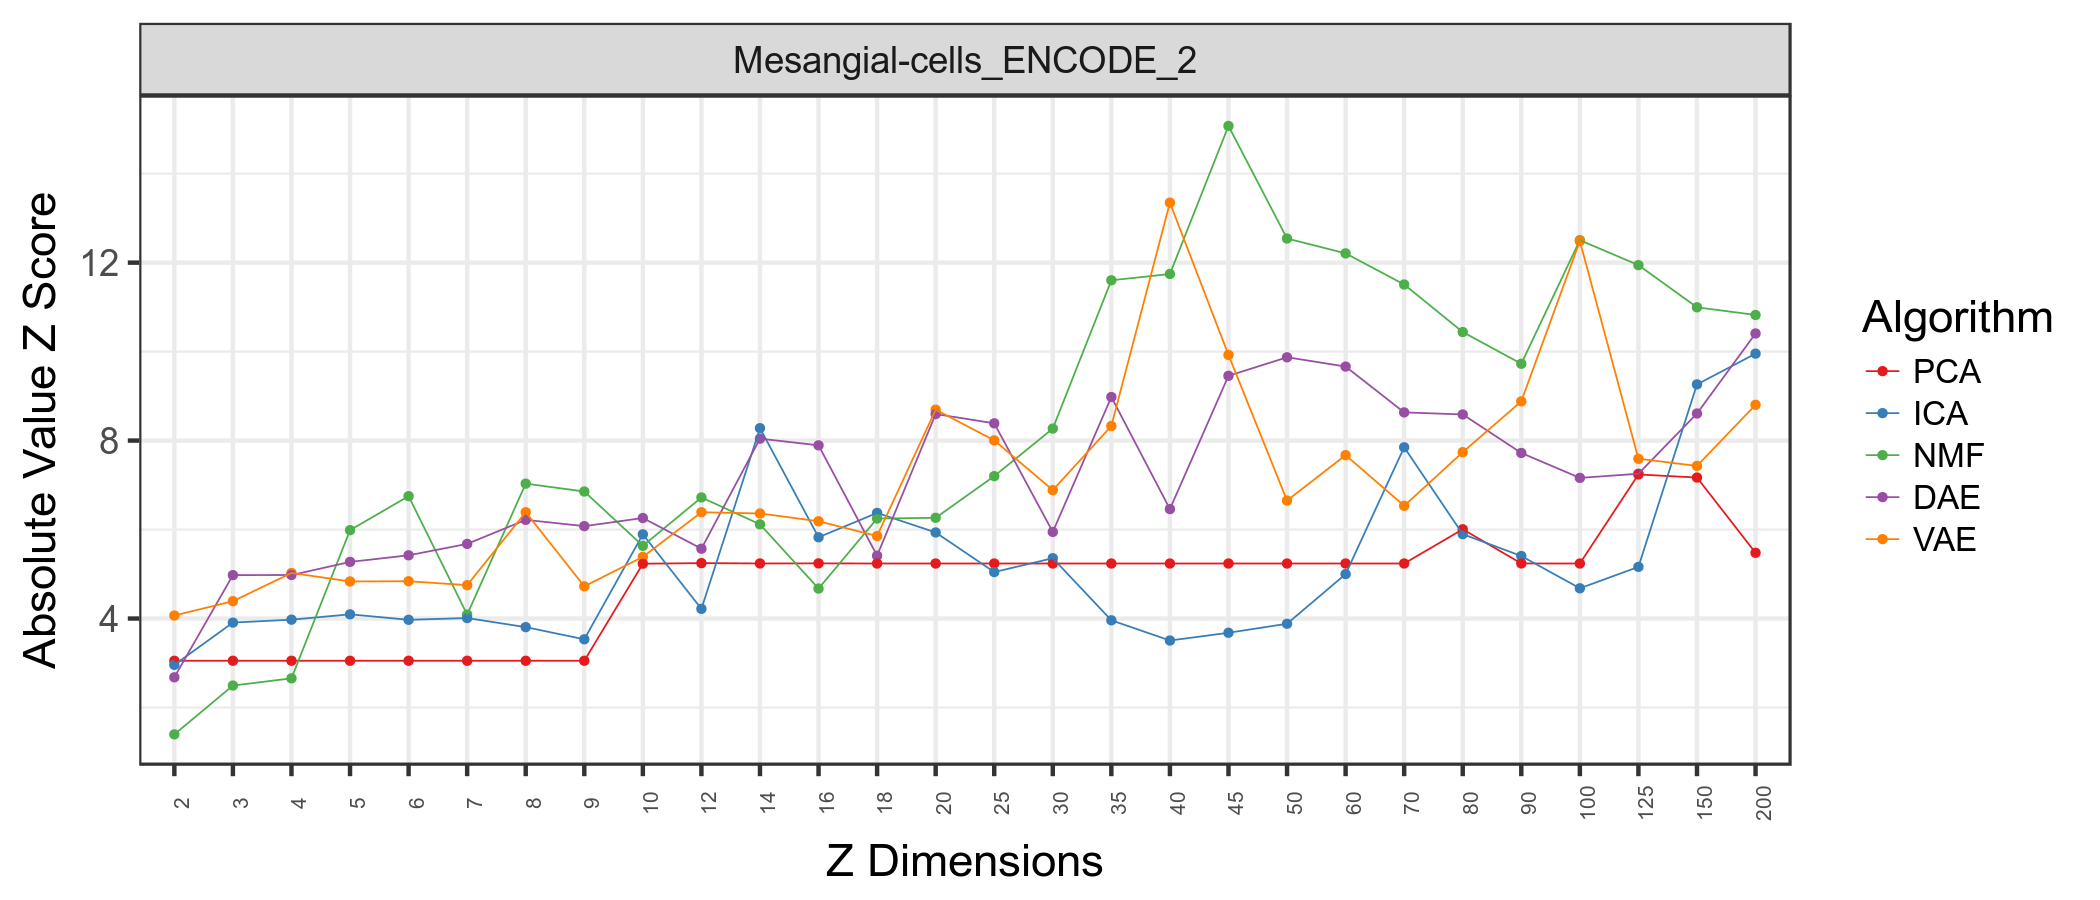 Mesangial-cells_ENCODE_2
Absolute Value Z Score
12
8
4
2 3 4 5 6 7 8 9 10 12 14 16 18 20 25 30 35 40 45 50 60 70 80 90 100 125 150 200
Z Dimensions
Algorithm
PCA
ICA
NMF
DAE
VAE